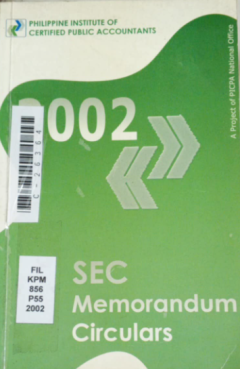 PHILIPPINE INSTITUTE OF
CERTIFIED PUBLIC ACCOUNTANTS
A Project of PICPA National Office
2002
FIL
KPM
856
P55
2002
SEC
Memorandum
Circulars